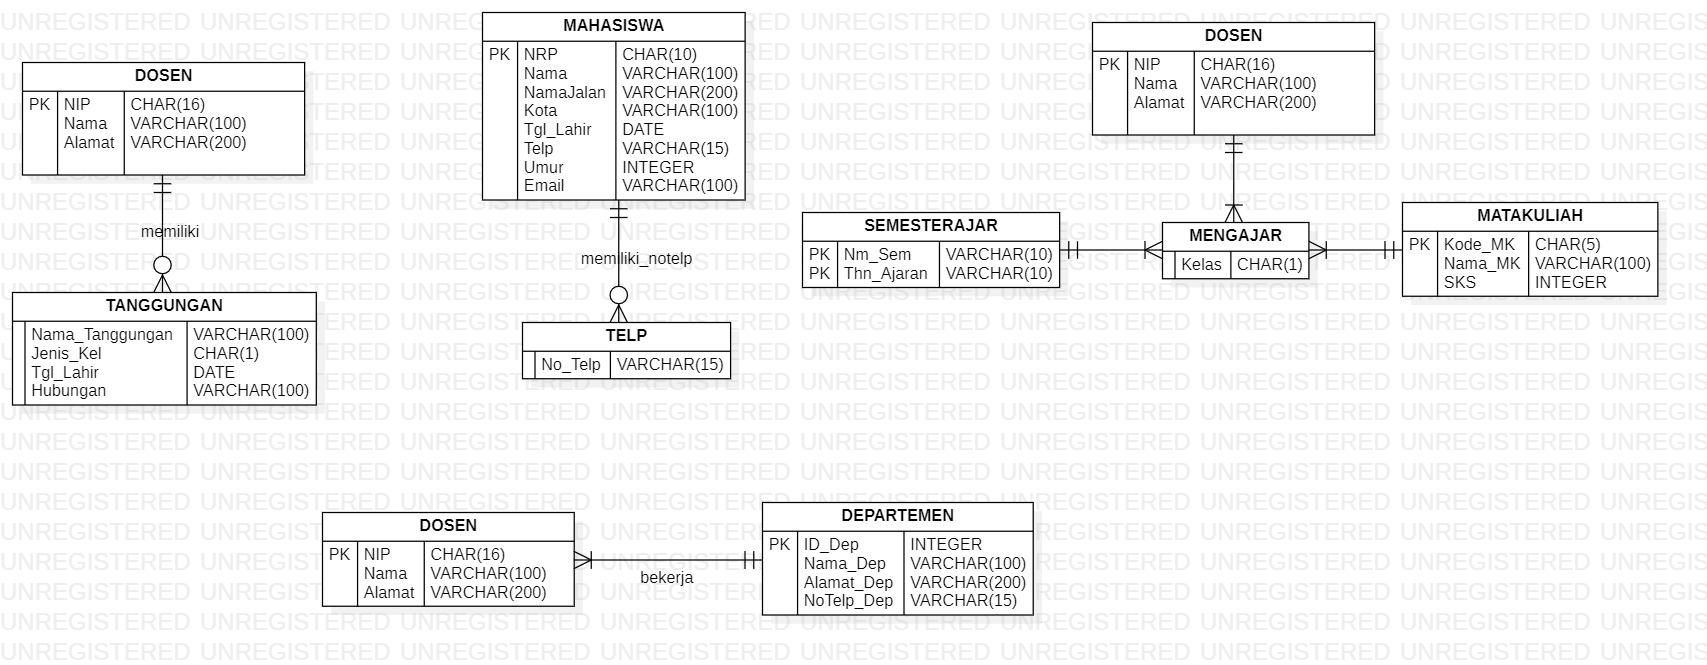 DOSEN
PK NIP CHAR(16)
Nama VARCHAR(100)
Alamat VARCHAR(200)
memiliki
TANGGUNGAN
Nama_Tanggungan VARCHAR(100)
Jenis_Kel CHAR(1)
Tgl_Lahir DATE
Hubungan VARCHAR(100)
MAHASISWA
PK NRP CHAR(10)
Nama VARCHAR(100)
NamaJalan VARCHAR(200)
Kota VARCHAR(100)
Tgl_Lahir DATE
Telp VARCHAR(15)
Umur INTEGER
Email VARCHAR(100)
memiliki_notelp
TELP
No_Telp VARCHAR(15)
DOSEN
PK NIP CHAR(16)
Nama VARCHAR(100)
Alamat VARCHAR(200)
SEMESTERAJAR
PK Nm_Sem VARCHAR(10)
PK Thn_Ajaran VARCHAR(10)
MENGAJAR
Kelas CHAR(1)
MATAKULIAH
PK Kode_MK CHAR(5)
Nama_MK VARCHAR(100)
SKS INTEGER
DOSEN
PK NIP CHAR(16)
Nama VARCHAR(100)
Alamat VARCHAR(200)
bekerja
DEPARTEMEN
PK ID_Dep INTEGER
Nama_Dep VARCHAR(100)
Alamat_Dep VARCHAR(200)
NoTelp_Dep VARCHAR(15)
UNREGISTERED